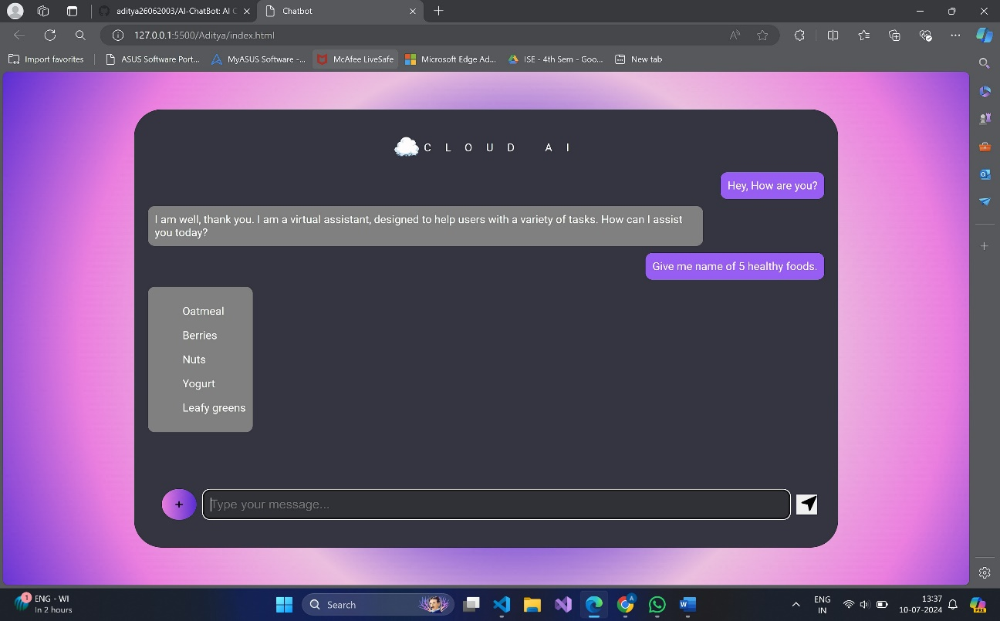 aditya26062003/AI-ChatBot: AI C
Chatbot
127.0.0.1:5500/Aditya/index.html
Import favorites
ASUS Software Port...
MyASUS Software -...
McAfee LiveSafe
Microsoft Edge Ad...
ISE - 4th Sem - Goo...
New tab
CLOUD AI
Hey, How are you?
I am well, thank you. I am a virtual assistant, designed to help users with a variety of tasks. How can I assist
you today?
Give me name of 5 healthy foods.
Oatmeal
Berries
Nuts
Yogurt
Leafy greens
+
Type your message...
1
ENG - WI
In 2 hours
Search
A
W
ENG
IN
13:37
10-07-2024
PRE